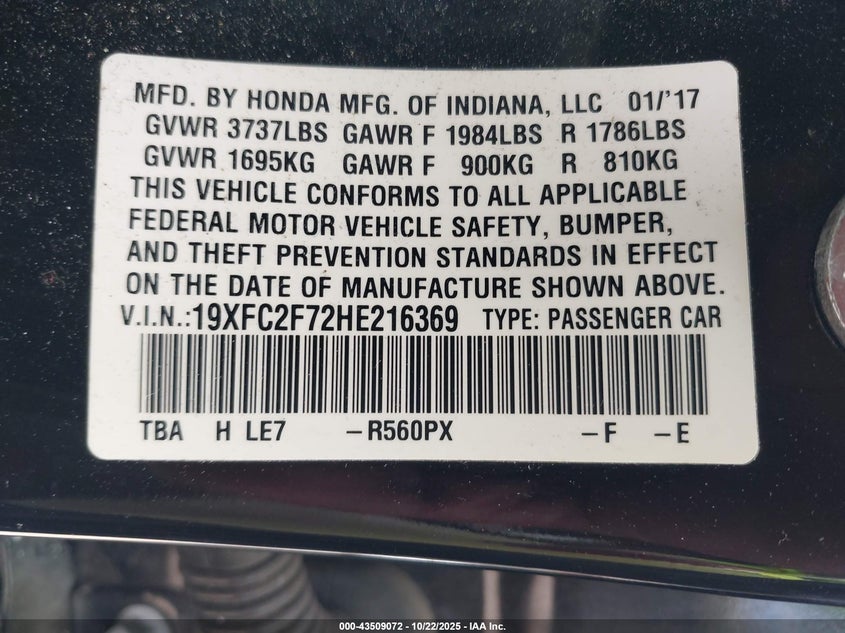 MFD. BY HONDA MFG. OF INDIANA, LLC 01/'17
GVWR 3737LBS GAWR F 1984LBS R 1786LBS
GVWR 1695KG GAWR F 900KG R 810KG
THIS VEHICLE CONFORMS TO ALL APPLICABLE
FEDERAL MOTOR VEHICLE SAFETY, BUMPER,
AND THEFT PREVENTION STANDARDS IN EFFECT
ON THE DATE OF MANUFACTURE SHOWN ABOVE.
V.I.N.:19XFC2F72HE216369 TYPE: PASSENGER CAR
TBA H LE7 –R560PX –F –E
000-43509072 - 10/22/2025 - IAA Inc.